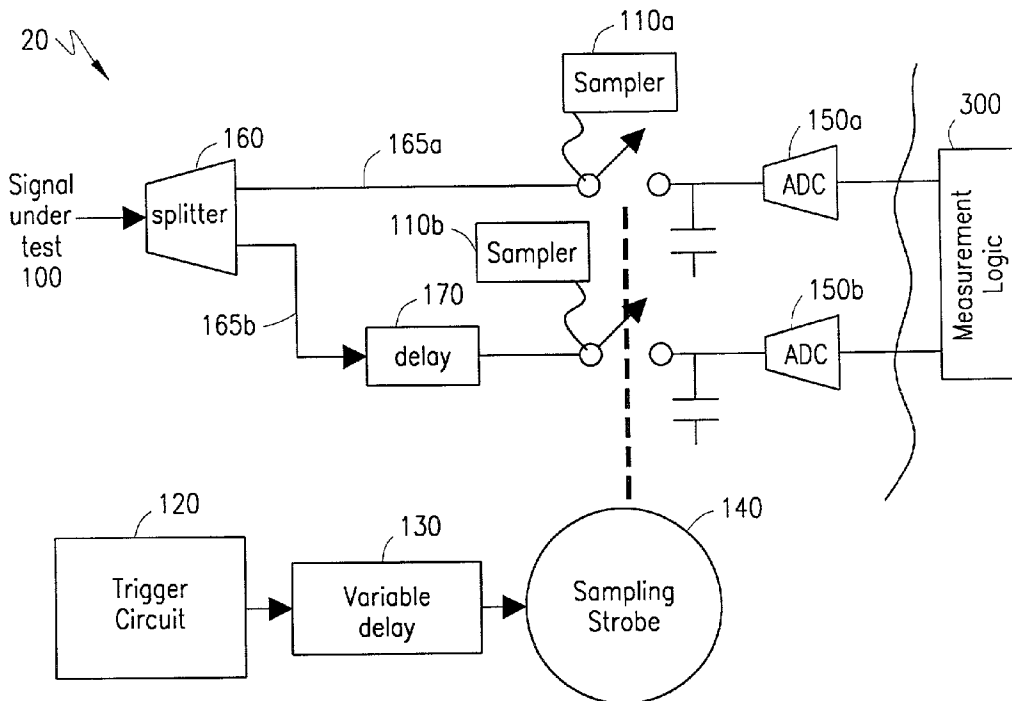 20
110a
Sampler
300
150a
160
165a
ADC
Signal
under
test
100
splitter
110b
Sampler
Measurement
Logic
170
150b
165b
delay
ADC
120
130
140
Trigger
Circuit
Variable
delay
Sampling
Strobe